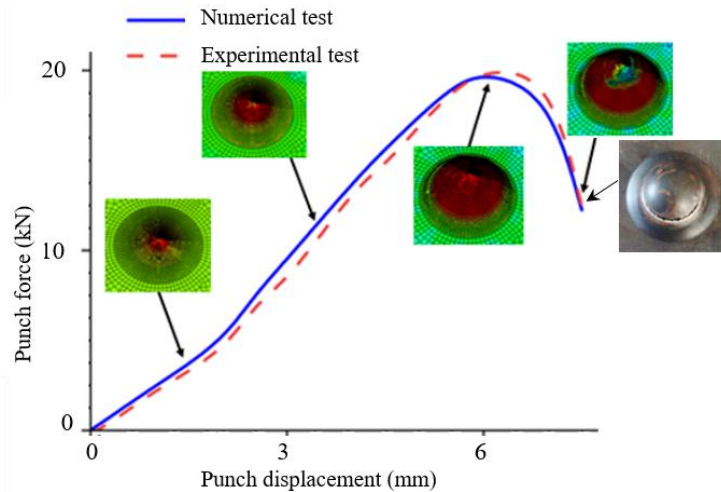 Numerical test
Experimental test
Punch force (kN)
20
10
0
0
3
6
Punch displacement (mm)